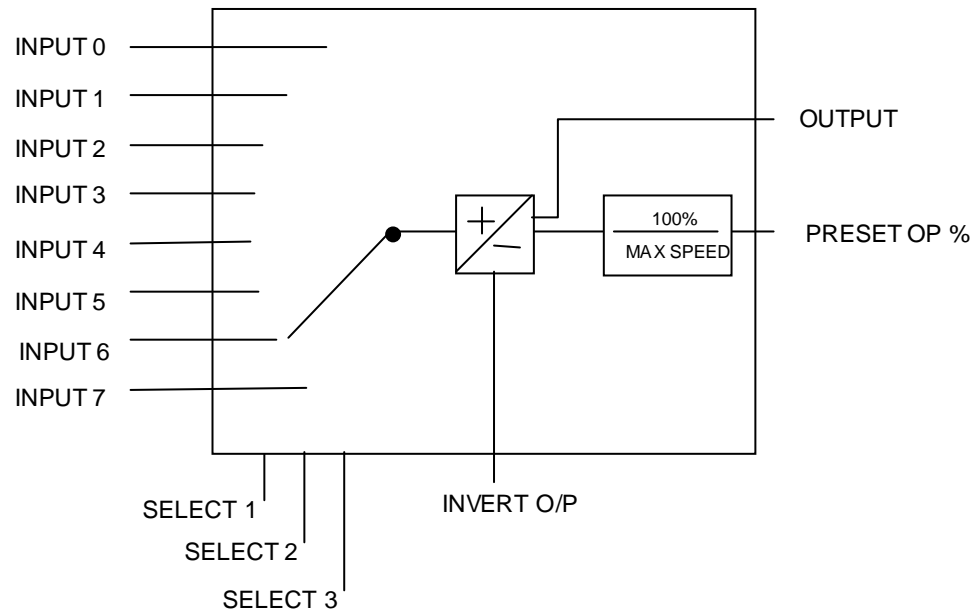 INPUT 0
INPUT 1
INPUT 2
INPUT 3
INPUT 4
INPUT 5
INPUT 6
INPUT 7
+
−
100%
MAX SPEED
OUTPUT
PRESET OP %
SELECT 1
SELECT 2
SELECT 3
INVERT O/P